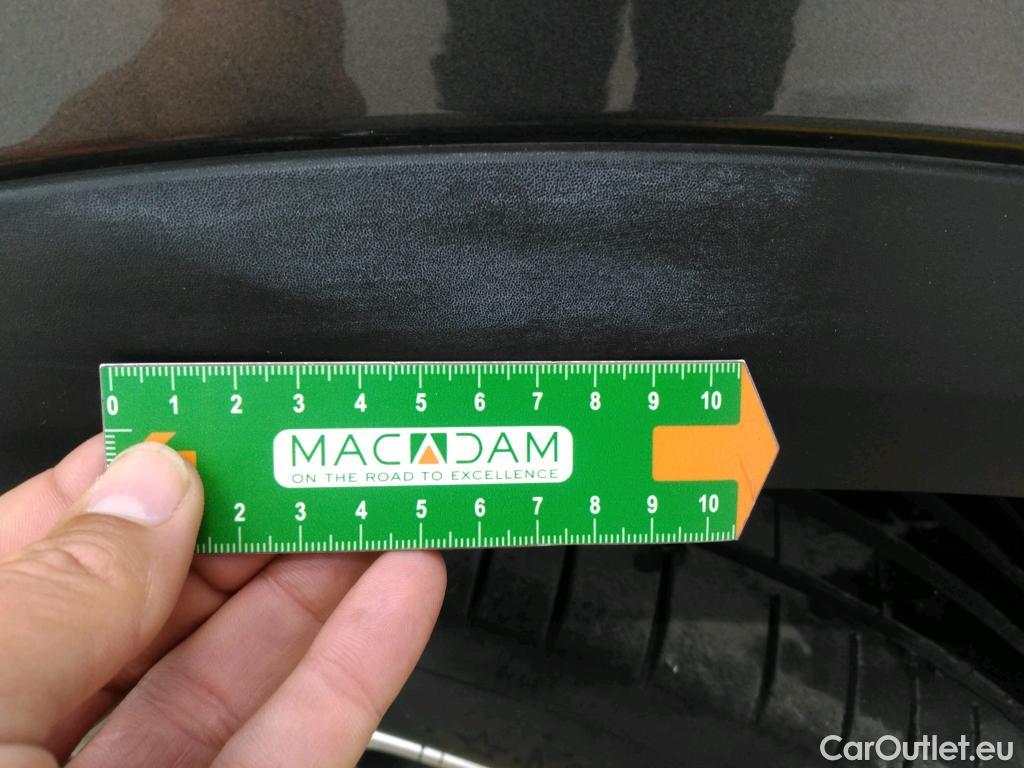 0 1 2 3 4 5 6 7 8 9 10
MACADAM
ON THE ROAD TO EXCELLENCE
2 3 4 5 6 7 8 9 10
CarOutlet.eu